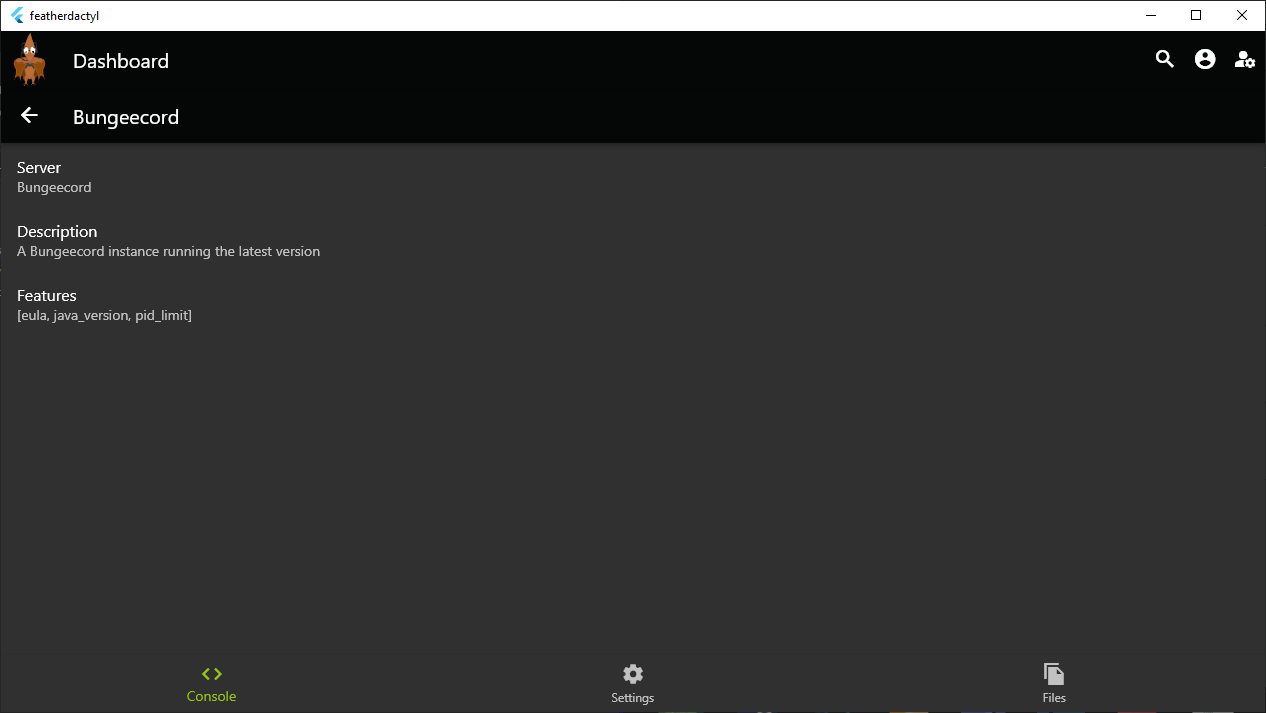 featherdactyl
Dashboard
Bungeecord
Server
Bungeecord
Description
A Bungeecord instance running the latest version
Features
[eula, java_version, pid_limit]
Console
Settings
Files